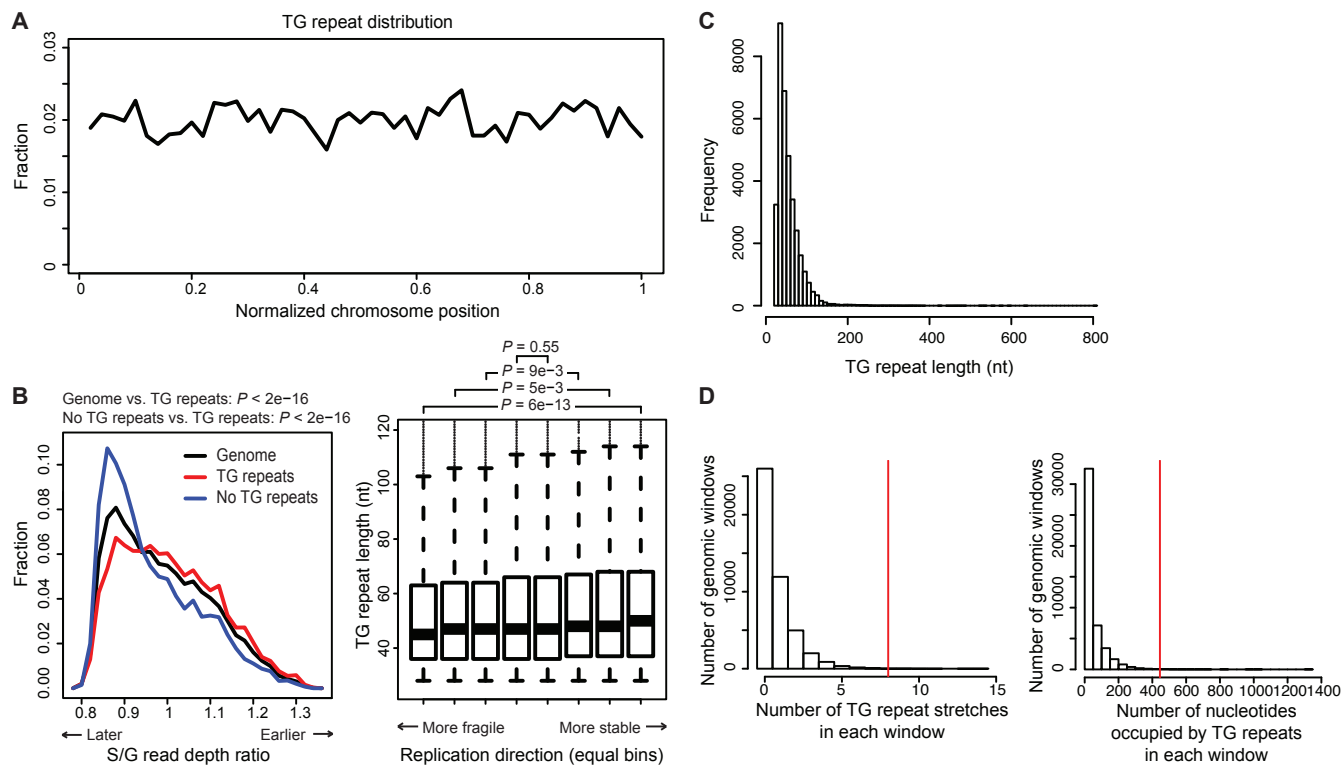 A
TG repeat distribution
Fraction
0.03
0.02
0.01
0
0 0.2 0.4 0.6 0.8 1
Normalized chromosome position
B
Genome vs. TG repeats: P < 2e−16
No TG repeats vs. TG repeats: P < 2e−16
Genome
TG repeats
No TG repeats
Fraction
0.10
0.08
0.06
0.04
0.02
0.00
0.8 0.9 1 1.1 1.2 1.3
← Later Earlier →
S/G read depth ratio
P = 0.55
P = 9e−3
P = 5e−3
P = 6e−13
TG repeat length (nt)
120
100
80
60
40
← More fragile More stable →
Replication direction (equal bins)
C
Frequency
8000
6000
4000
2000
0
0 200 400 600 800
TG repeat length (nt)
D
Number of genomic windows
20000
10000
0
0 5 10 15
Number of TG repeat stretches
in each window
Number of genomic windows
30000
20000
10000
0
0 200 400 600 800 10001200 1400
Number of nucleotides
occupied by TG repeats
in each window